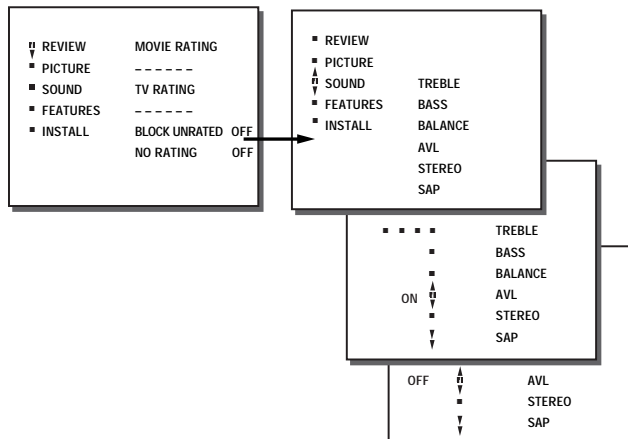 REVIEW MOVIE RATING
PICTURE – – – – – –
SOUND TV RATING
FEATURES – – – – – –
INSTALL BLOCK UNRATED OFF
NO RATING OFF
REVIEW
PICTURE
SOUND TREBLE
FEATURES BASS
INSTALL BALANCE
AVL
STEREO
SAP
TREBLE
BASS
BALANCE
ON AVL
STEREO
SAP
OFF AVL
STEREO
SAP